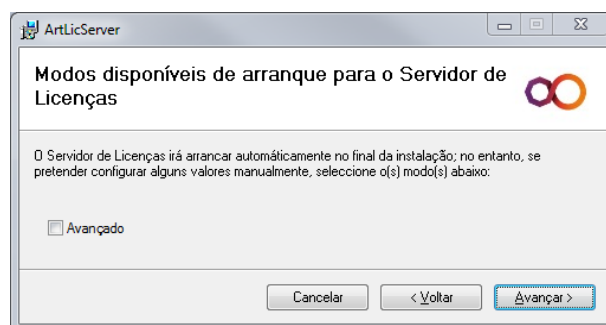 ArtLicServer
Modos disponíveis de arranque para o Servidor de
Licenças
O Servidor de Licenças irá arrancar automáticamente no final da instalação; no entanto, se
pretender configurar alguns valores manualmente, seleccione o(s) modo(s) abaixo:
Avançado
Cancelar
< Voltar
Avançar >